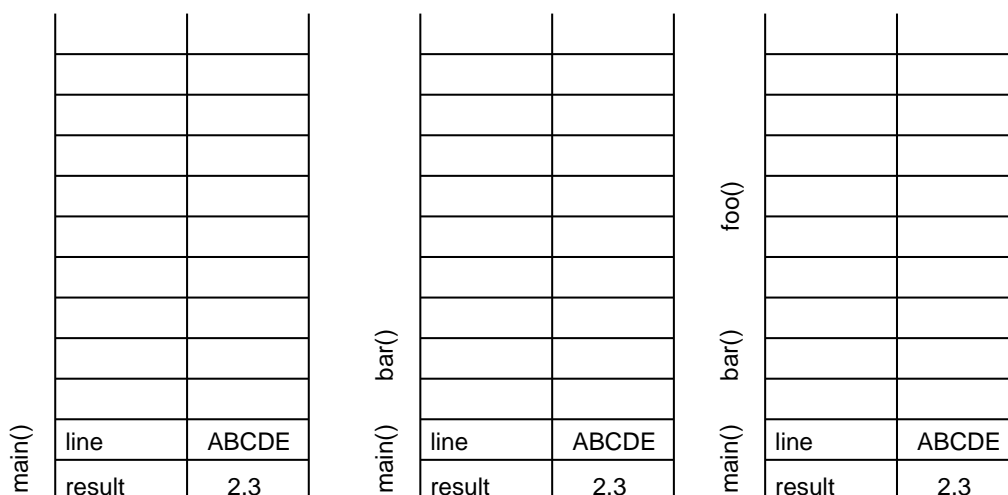 foo()
bar()
bar()
main()
line ABCDE
main()
line ABCDE
main()
line ABCDE
result 2.3
result 2.3
result 2.3